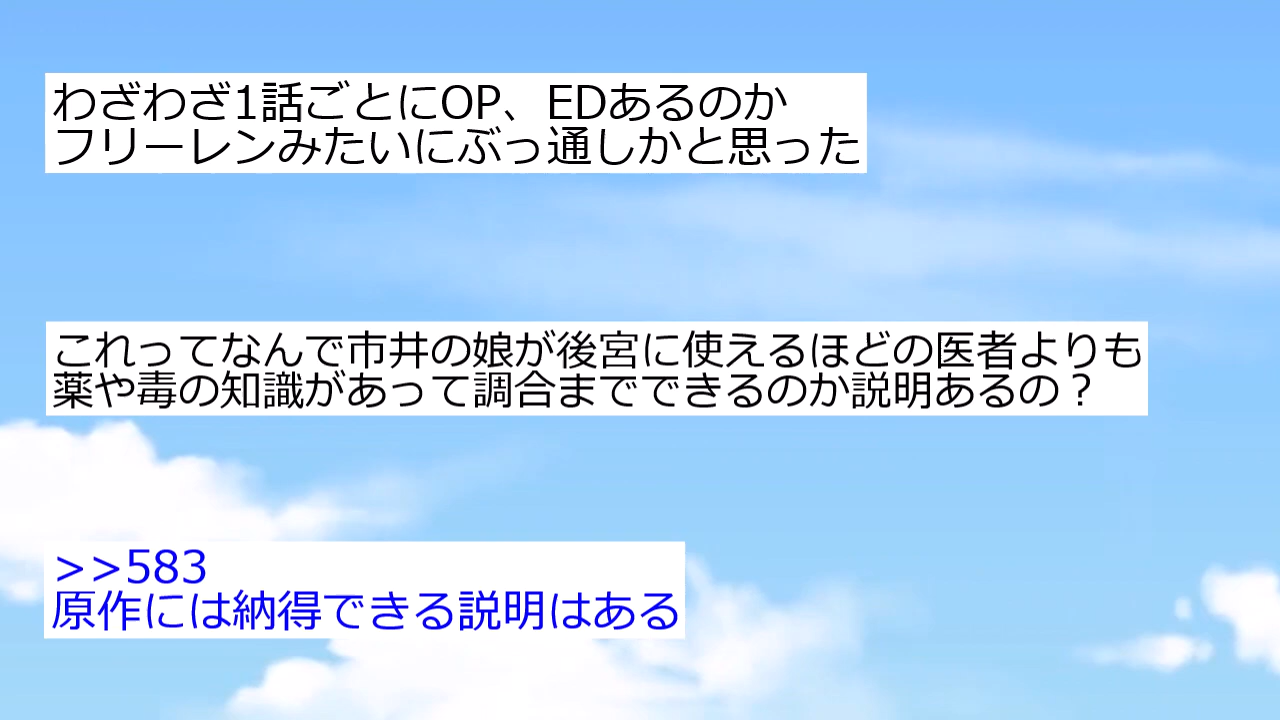 わざわざ1話ごとにOP、EDあるのか
フリーレンみたいにぶっ通しかと思った
これってなんで市井の娘が後宮に使えるほどの医者よりも
薬や毒の知識があって調合までできるのか説明あるの？
>>583
原作には納得できる説明はある